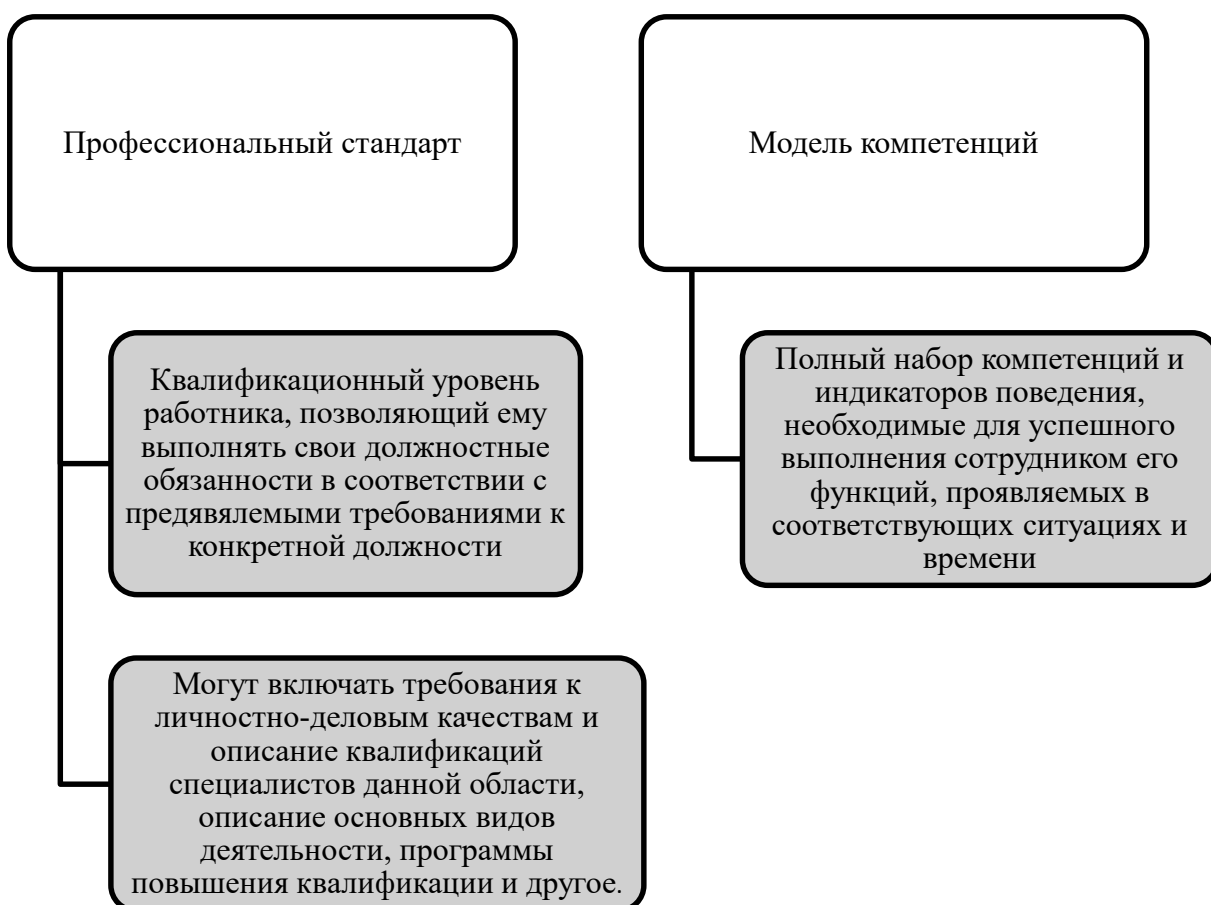 Профессиональный стандарт
Модель компетенций
Квалификационный уровень
работника, позволяющий ему
выполнять свои должностные
обязанности в соответствии с
предявялемыми требованиями к
конкретной должности
Полный набор компетенций и
индикаторов поведения,
необходимые для успешного
выполнения сотрудником его
функций, проявляемых в
соответствующих ситуациях и
времени
Могут включать требования к
личностно-деловым качествам и
описание квалификаций
специалистов данной области,
описание основных видов
деятельности, программы
повышения квалификации и другое.